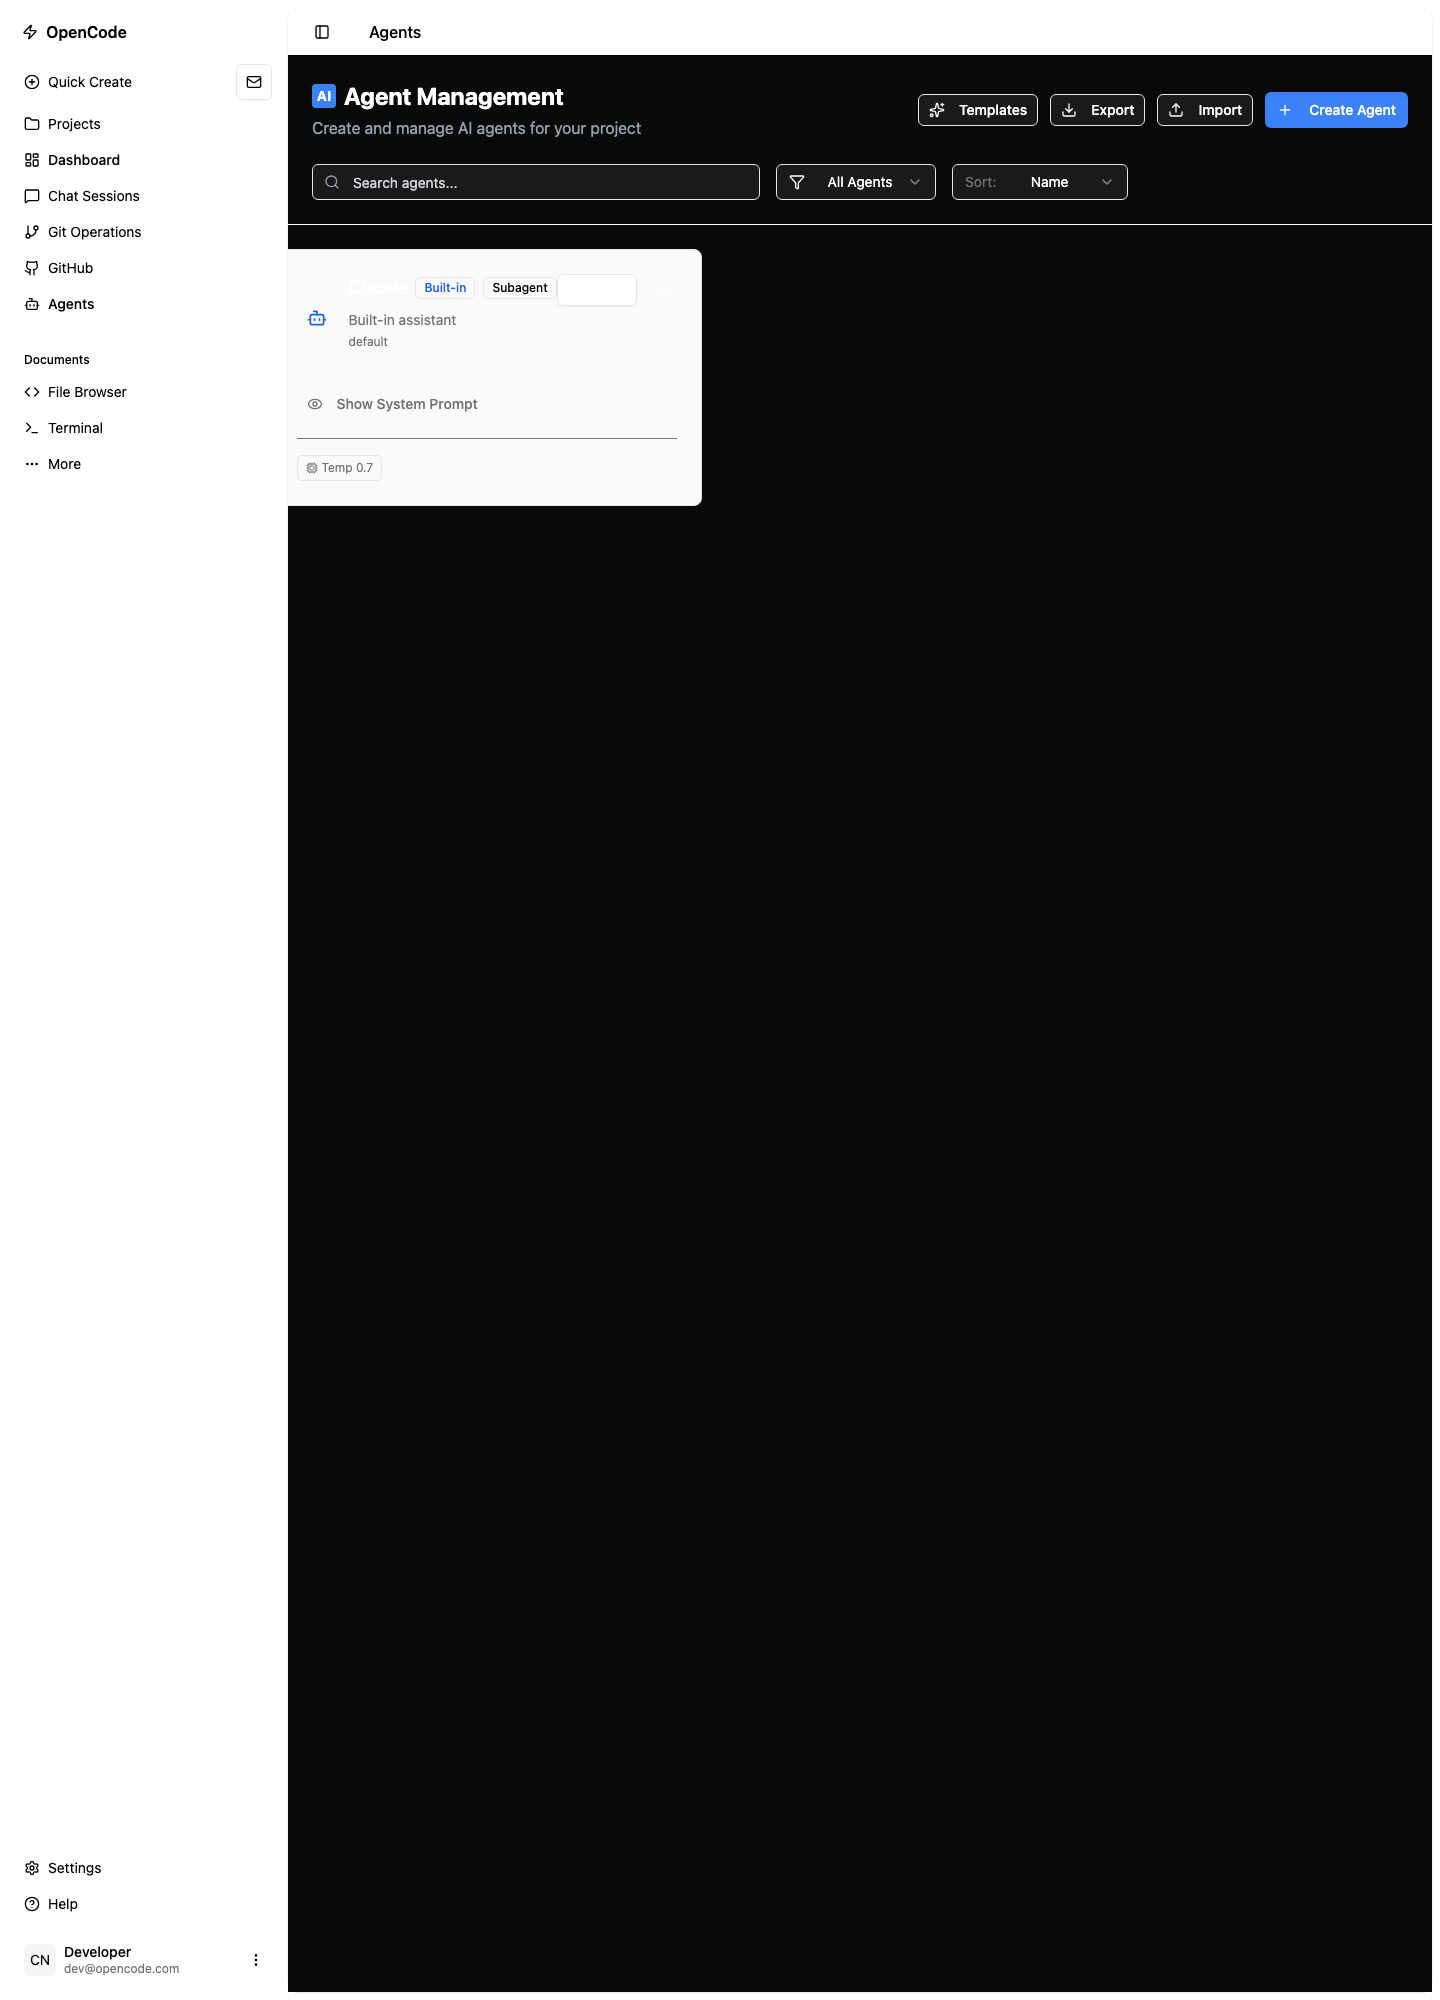 OpenCode
Quick Create
Projects
Dashboard
Chat Sessions
Git Operations
GitHub
Agents
Documents
File Browser
Terminal
More
Settings
Help
CN
Developer
dev@opencode.com
Agents
AI Agent Management
Create and manage AI agents for your project
Templates
Export
Import
Create Agent
Search agents...
All Agents
Sort: Name
Claude
Built-in
Subagent
Built-in assistant
default
Show System Prompt
Temp 0.7